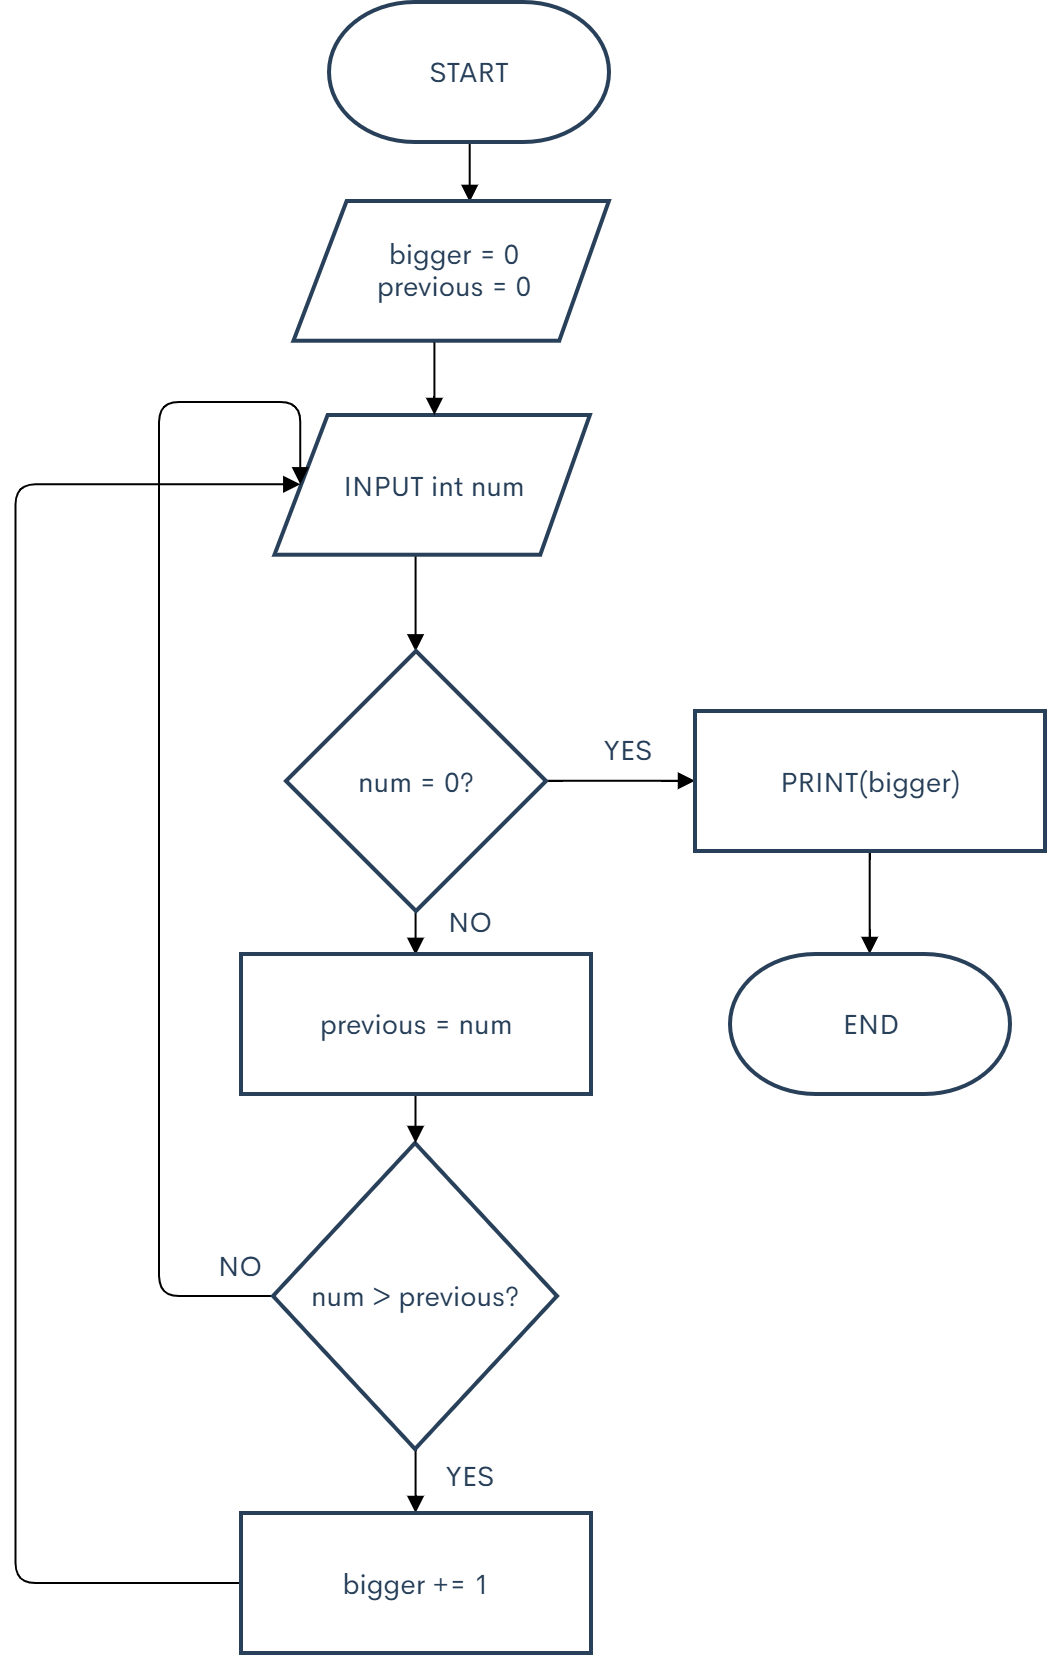 START
bigger = 0
previous = 0
INPUT int num
num = 0?
YES
PRINT(bigger)
NO
previous = num
END
NO
num > previous?
YES
bigger += 1